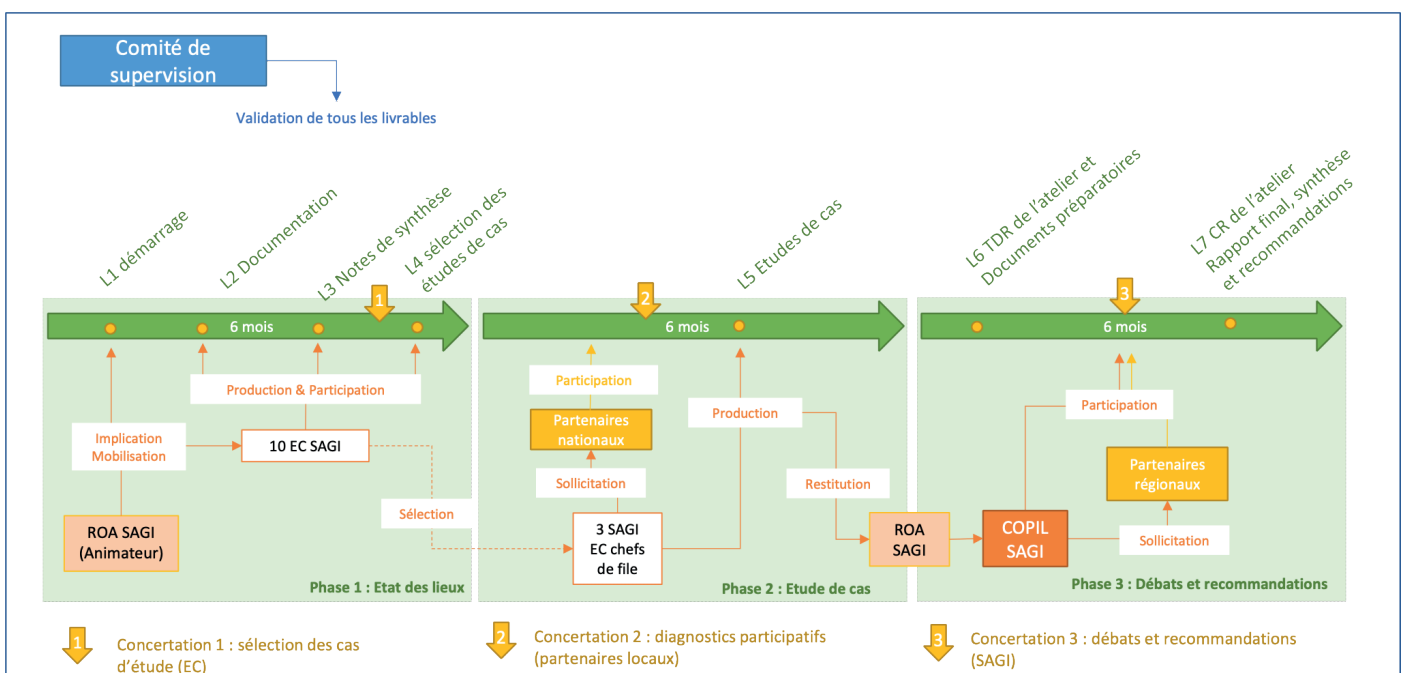 Comité de
supervision
Validation de tous les livrables
L1 démarrage
L2 Documentation
L3 Notes de synthèse
L4 sélection des
études de cas
L5 Etudes de cas
L6 TDR de l'atelier et
Documents préparatoires
L7 CR de l'atelier
Rapport final, synthèse
et recommandations
1
2
3
6 mois
6 mois
6 mois
Production & Participation
Implication
Mobilisation
10 EC SAGI
ROA SAGI
(Animateur)
Sélection
Phase 1 : Etat des lieux
Participation
Partenaires
nationaux
Sollicitation
3 SAGI
EC chefs
de file
Production
Restitution
Phase 2 : Etude de cas
ROA
SAGI
COPIL
SAGI
Participation
Partenaires
régionaux
Sollicitation
Phase 3 : Débats et recommandations
1
Concertation 1 : sélection des cas
d'étude (EC)
2
Concertation 2 : diagnostics participatifs
(partenaires locaux)
3
Concertation 3 : débats et recommandations
(SAGI)